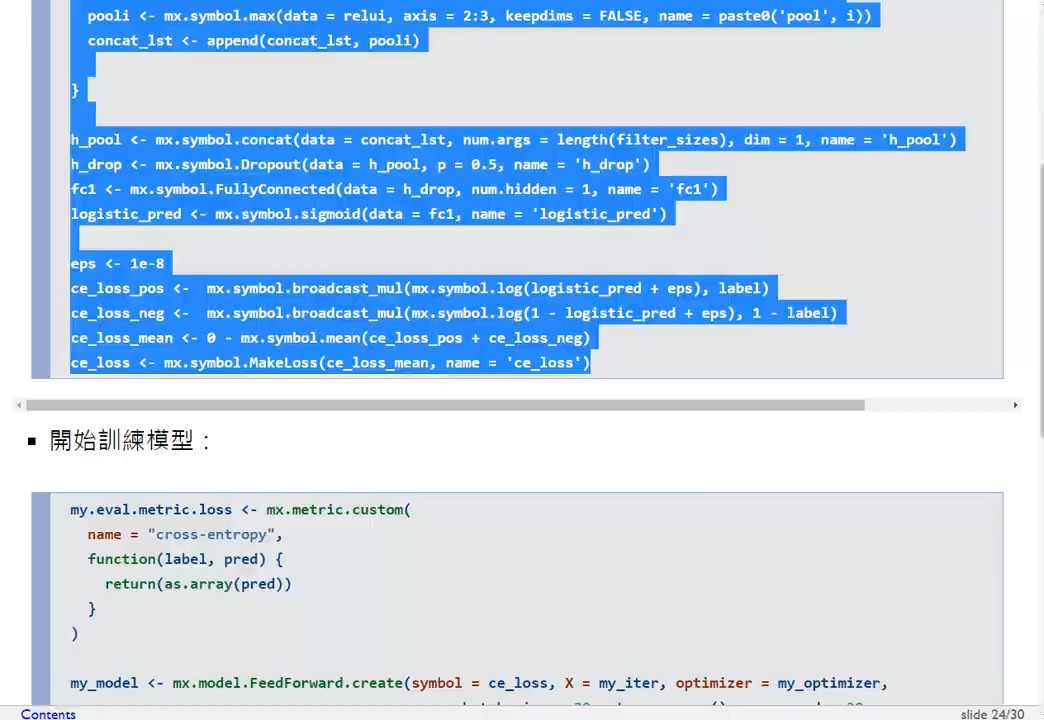 pooli <- mx.symbol.max(data = relui, axis = 2:3, keepdims = FALSE, name = paste0('pool', i))
concat_lst <- append(concat_lst, pooli)
}
h_pool <- mx.symbol.concat(data = concat_lst, num.args = length(filter_sizes), dim = 1, name = 'h_pool')
h_drop <- mx.symbol.Dropout(data = h_pool, p = 0.5, name = 'h_drop')
fc1 <- mx.symbol.FullyConnected(data = h_drop, num.hidden = 1, name = 'fc1')
logistic_pred <- mx.symbol.sigmoid(data = fc1, name = 'logistic_pred')
eps <- 1e-8
ce_loss_pos <-  mx.symbol.broadcast_mul(mx.symbol.log(logistic_pred + eps), label)
ce_loss_neg <-  mx.symbol.broadcast_mul(mx.symbol.log(1 - logistic_pred + eps), 1 - label)
ce_loss_mean <- 0 - mx.symbol.mean(ce_loss_pos + ce_loss_neg)
ce_loss <- mx.symbol.MakeLoss(ce_loss_mean, name = 'ce_loss')
▪ 開始訓練模型：
my.eval.metric.loss <- mx.metric.custom(
name = "cross-entropy",
function(label, pred) {
return(as.array(pred))
}
)
my_model <- mx.model.FeedForward.create(symbol = ce_loss, X = my_iter, optimizer = my_optimizer,
Contents
slide 24/30